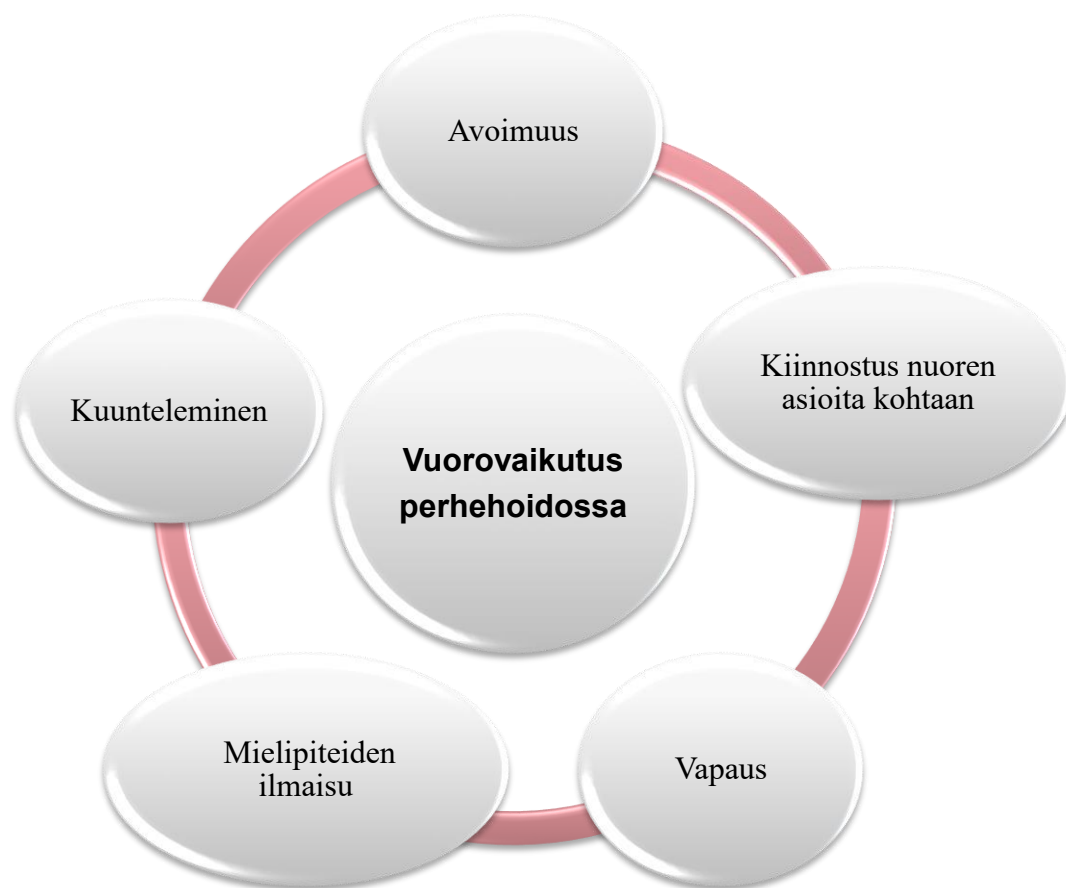 Avoimuus
Kiinnostus nuoren
asioita kohtaan
Kuunteleminen
Vuorovaikutus
perhehoidossa
Mielipiteiden
ilmaisu
Vapaus